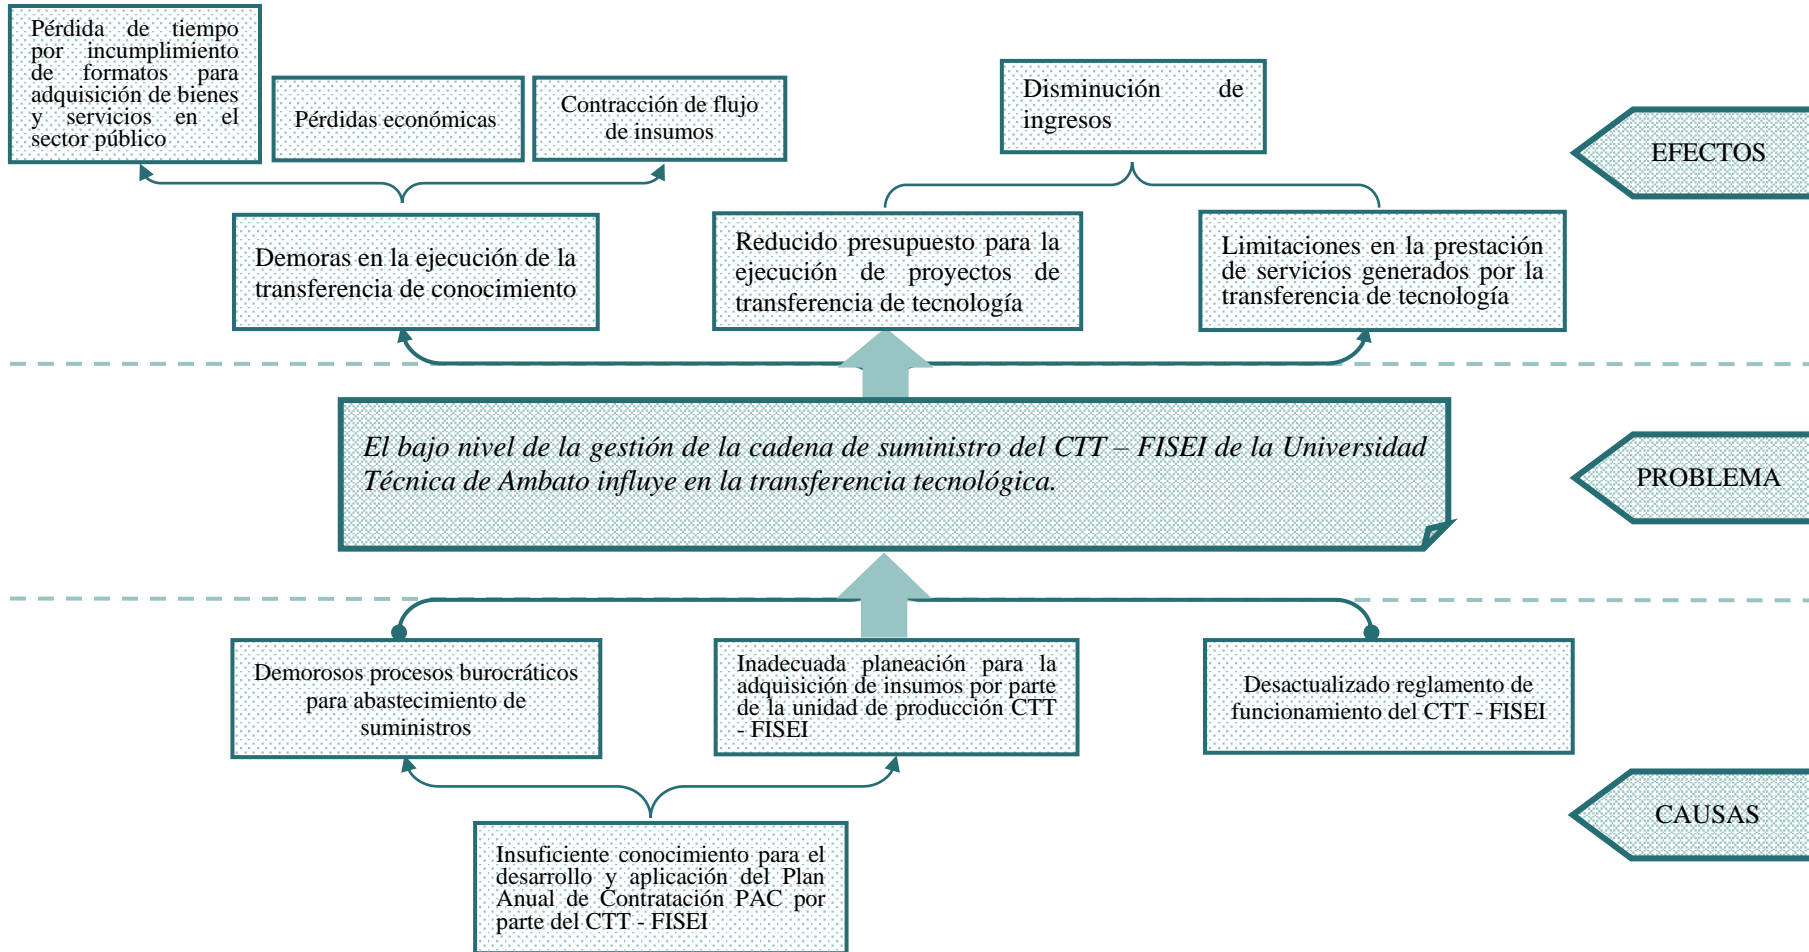 Pérdida de tiempo
por incumplimiento
de formatos para
adquisición de bienes
y servicios en el
sector público
Pérdidas económicas
Contracción de flujo
de insumos
Disminución de
ingresos
EFECTOS
Demoras en la ejecución de la
transferencia de conocimiento
Reducido presupuesto para la
ejecución de proyectos de
transferencia de tecnología
Limitaciones en la prestación
de servicios generados por la
transferencia de tecnología
El bajo nivel de la gestión de la cadena de suministro del CTT – FISEI de la Universidad
Técnica de Ambato influye en la transferencia tecnológica.
PROBLEMA
Demorosos procesos burocráticos
para abastecimiento de
suministros
Inadecuada planeación para la
adquisición de insumos por parte
de la unidad de producción CTT
- FISEI
Desactualizado reglamento de
funcionamiento del CTT - FISEI
CAUSAS
Insuficiente conocimiento para el
desarrollo y aplicación del Plan
Anual de Contratación PAC por
parte del CTT - FISEI